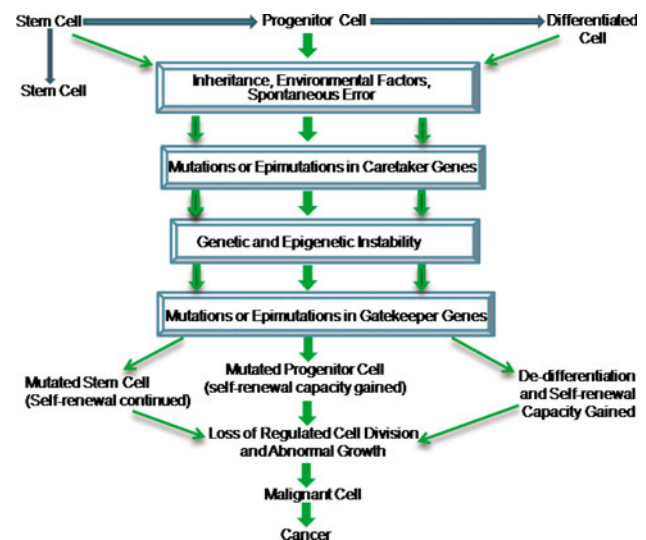 Stem Cell
Progenitor Cell
Differentiated
Cell
Stem Cell
Inheritance, Environmental Factors,
Spontaneous Error
Mutations or Epimutations in Caretaker Genes
Genetic and Epigenetic Instability
Mutations or Epimutations in Gatekeeper Genes
Mutated Stem Cell
(Self-renewal continued)
Mutated Progenitor Cell
(self-renewal capacity gained)
De-differentiation
and Self-renewal
Capacity Gained
Loss of Regulated Cell Division
and Abnormal Growth
Malignant Cell
Cancer